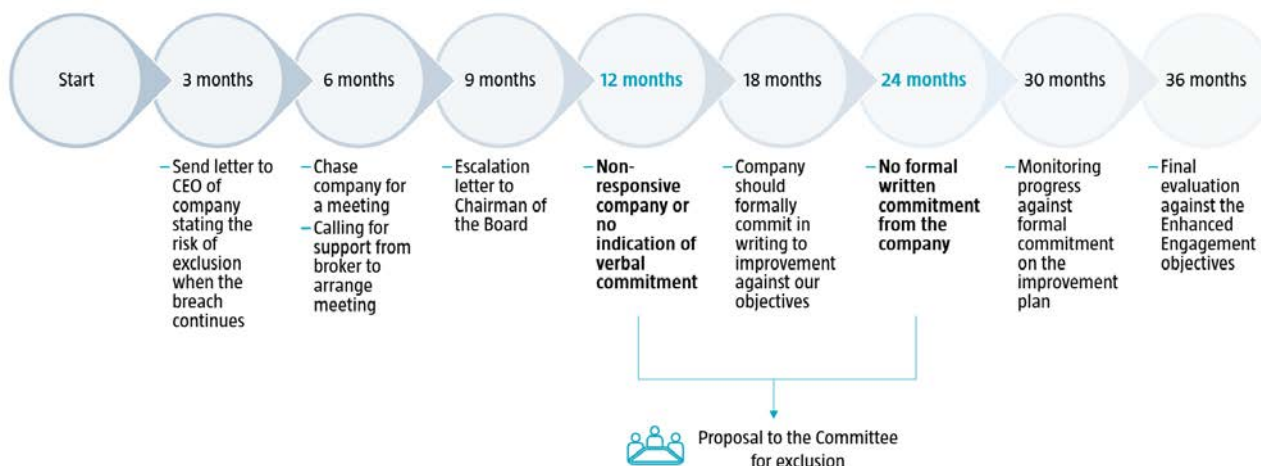 Start
3 months
6 months
9 months
12 months
18 months
24 months
30 months
36 months
– Send letter to
CEO of
company
stating the
risk of
exclusion
when the
breach
continues
– Chase
company for
a meeting
– Calling for
support from
broker to
arrange
meeting
– Escalation
letter to
Chairman of
the Board
– Non-
responsive
company or
no
indication of
verbal
commitment
– Company
should
formally
commit in
writing to
improvement
against our
objectives
– No formal
written
commitment
from the
company
– Monitoring
progress
against
formal
commitment
on the
improvement
plan
– Final
evaluation
against the
Enhanced
Engagement
objectives
Proposal to the Committee
for exclusion